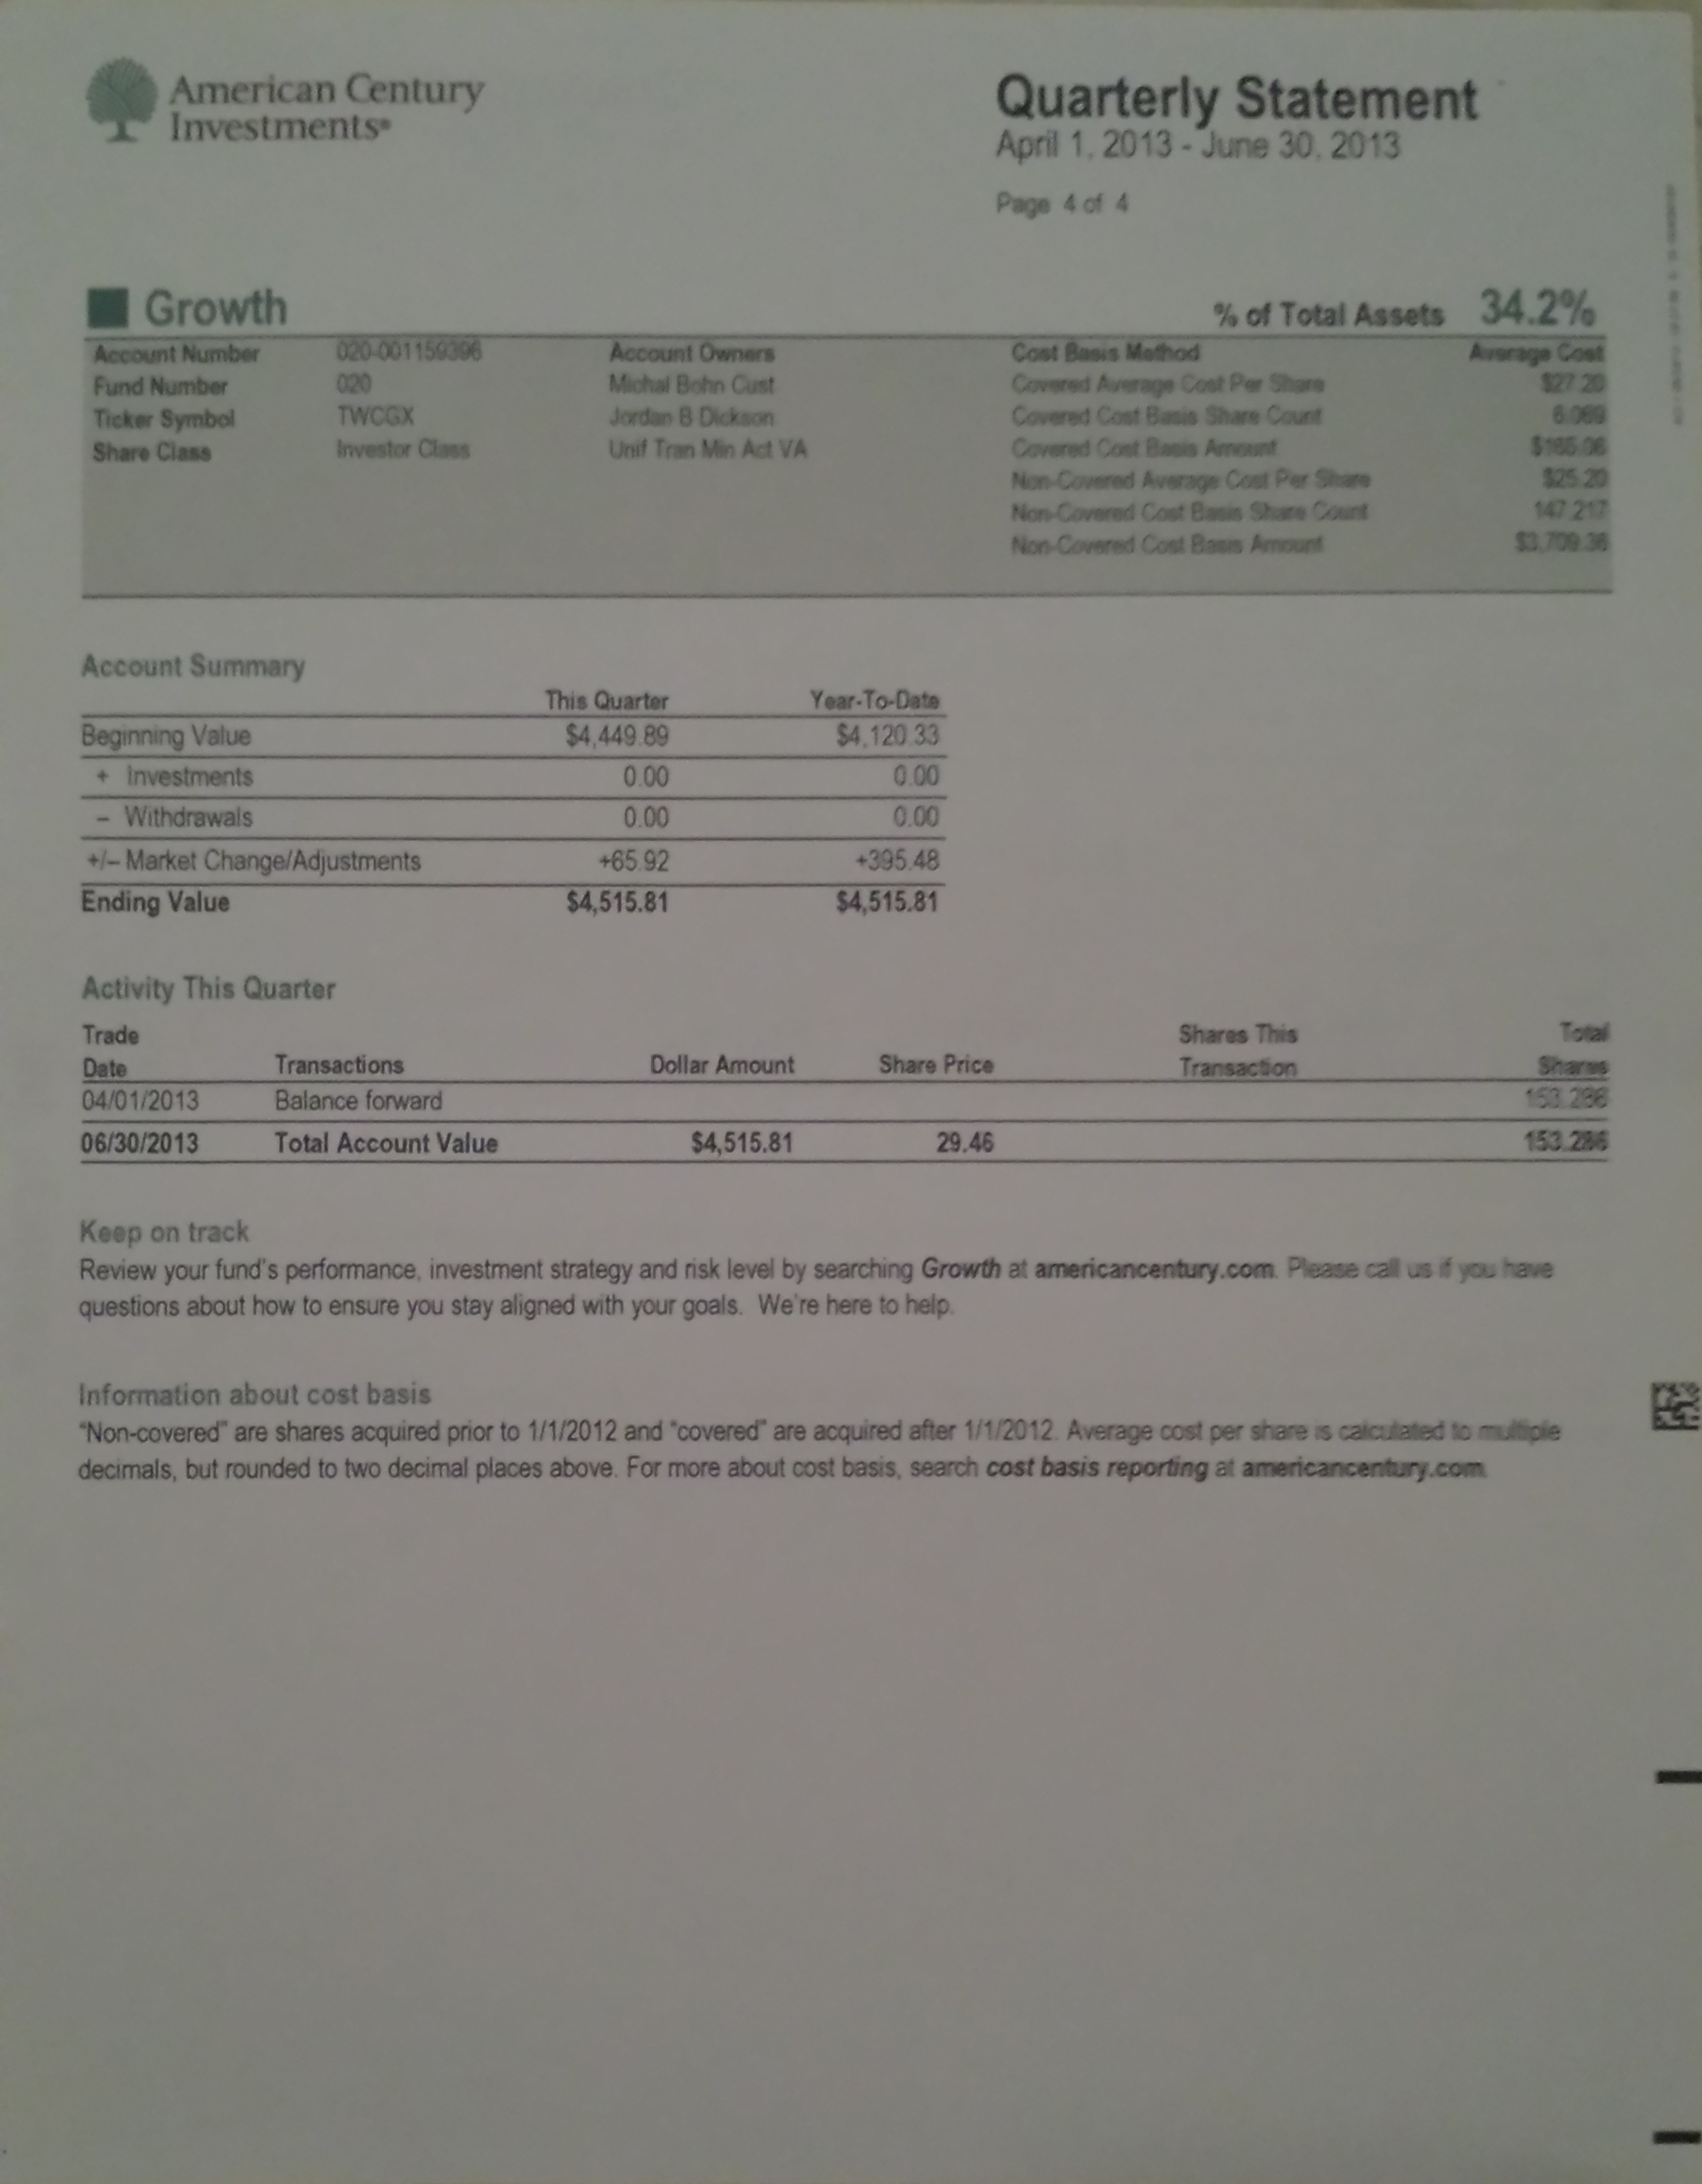 American Century
Investments®
Quarterly Statement
April 1, 2013 - June 30, 2013
Page 4 of 4
Growth
% of Total Assets 34.2%
Account Number 020-001159396 Account Owners Cost Basis Method Average Cost
Fund Number 020 Michal Bohn Cust Covered Average Cost Per Share $27.20
Ticker Symbol TWCGX Jordan B Dickson Covered Cost Basis Share Count 6.069
Share Class Investor Class Unif Tran Min Act VA Covered Cost Basis Amount $165.06
Non-Covered Average Cost Per Share $25.20
Non-Covered Cost Basis Share Count 147.217
Non-Covered Cost Basis Amount $3,709.36
Account Summary
This Quarter Year-To-Date
Beginning Value $4,449.89 $4,120.33
+ Investments 0.00 0.00
– Withdrawals 0.00 0.00
+/– Market Change/Adjustments +65.92 +395.48
Ending Value $4,515.81 $4,515.81
Activity This Quarter
Trade Shares This Total
Date Transactions Dollar Amount Share Price Transaction Shares
04/01/2013 Balance forward 153.286
06/30/2013 Total Account Value $4,515.81 29.46 153.286
Keep on track
Review your fund's performance, investment strategy and risk level by searching Growth at americancentury.com. Please call us if you have
questions about how to ensure you stay aligned with your goals. We're here to help.
Information about cost basis
"Non-covered" are shares acquired prior to 1/1/2012 and "covered" are acquired after 1/1/2012. Average cost per share is calculated to multiple
decimals, but rounded to two decimal places above. For more about cost basis, search cost basis reporting at americancentury.com.